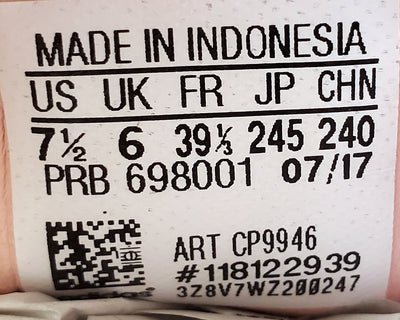 MADE IN INDONESIA
US UK FR JP CHN
7½ 6 39⅓ 245 240
PRB 698001 07/17
ART CP9946
#118122939
3Z8V7WZ200247